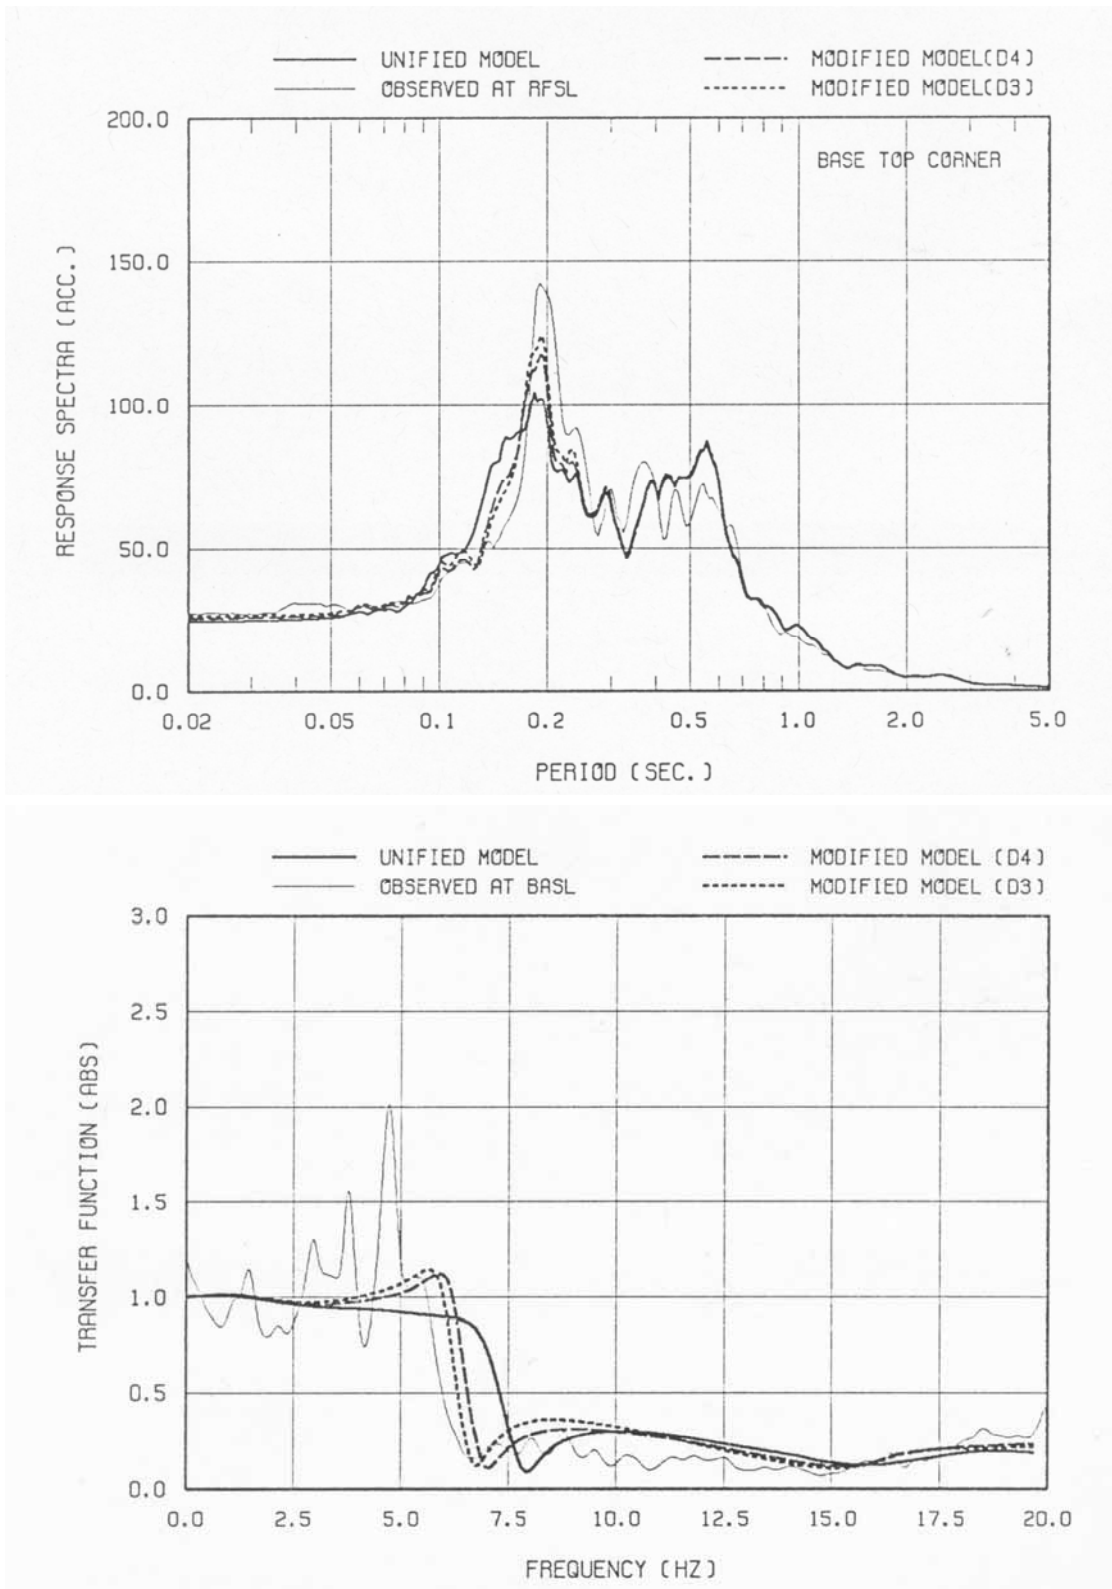 UNIFIED MODEL
MODIFIED MODEL(D4)
OBSERVED AT RFSL
MODIFIED MODEL(D3)
200.0
BASE TOP CORNER
150.0
100.0
50.0
0.0
RESPONSE SPECTRA (ACC.)
0.02 0.05 0.1 0.2 0.5 1.0 2.0 5.0
PERIOD (SEC.)
UNIFIED MODEL
MODIFIED MODEL (D4)
OBSERVED AT BASL
MODIFIED MODEL (D3)
3.0
2.5
2.0
1.5
1.0
0.5
0.0
TRANSFER FUNCTION (ABS)
0.0 2.5 5.0 7.5 10.0 12.5 15.0 17.5 20.0
FREQUENCY (HZ)